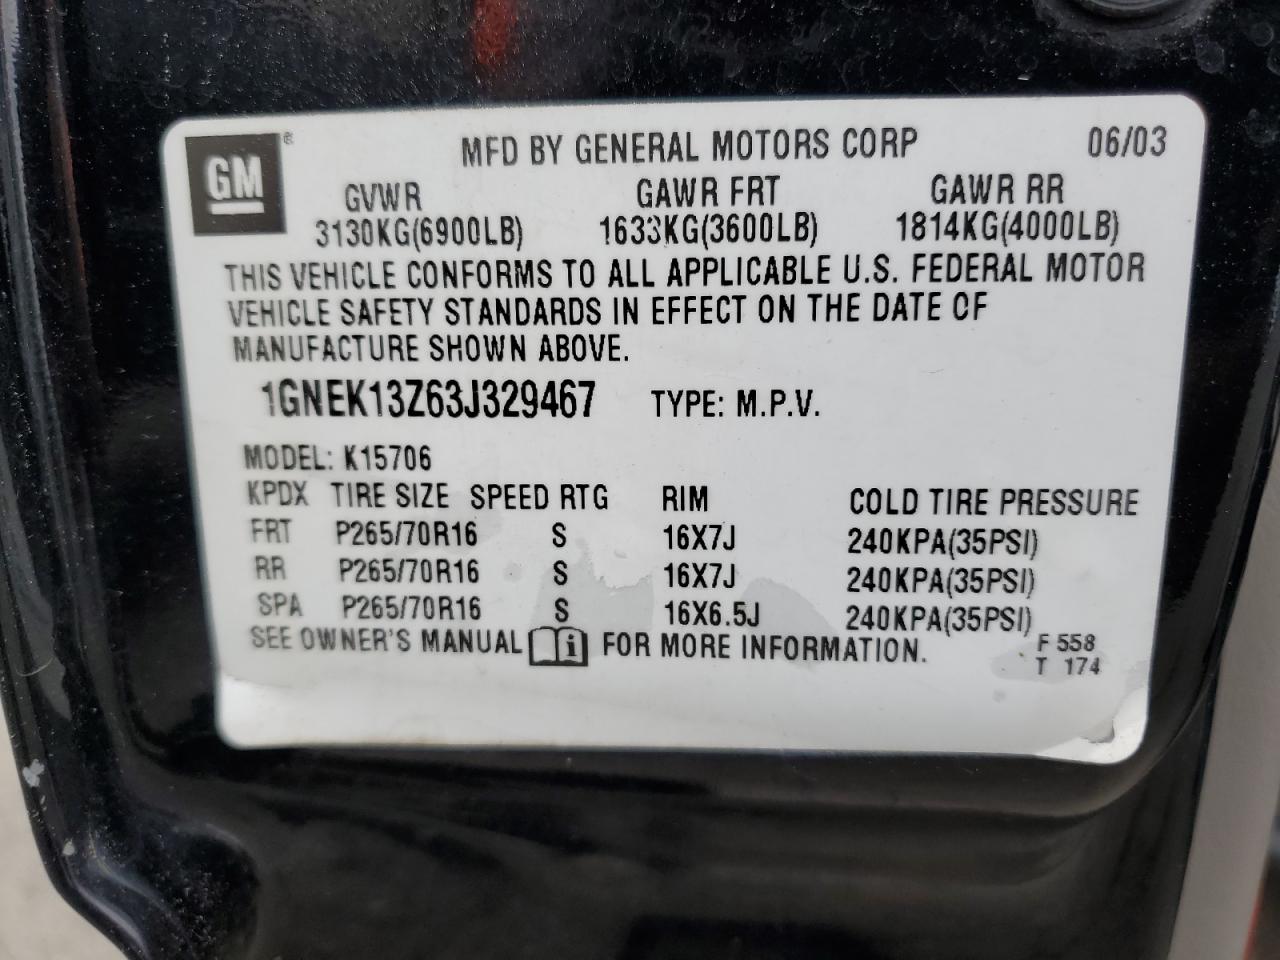 GM ®
MFD BY GENERAL MOTORS CORP 06/03
GVWR GAWR FRT GAWR RR
3130KG(6900LB) 1633KG(3600LB) 1814KG(4000LB)
THIS VEHICLE CONFORMS TO ALL APPLICABLE U.S. FEDERAL MOTOR
VEHICLE SAFETY STANDARDS IN EFFECT ON THE DATE OF
MANUFACTURE SHOWN ABOVE.
1GNEK13Z63J329467 TYPE: M.P.V.
MODEL: K15706
KPDX TIRE SIZE SPEED RTG RIM COLD TIRE PRESSURE
FRT P265/70R16 S 16X7J 240KPA(35PSI)
RR P265/70R16 S 16X7J 240KPA(35PSI)
SPA P265/70R16 S 16X6.5J 240KPA(35PSI)
SEE OWNER'S MANUAL i FOR MORE INFORMATION.
F 558
T 174